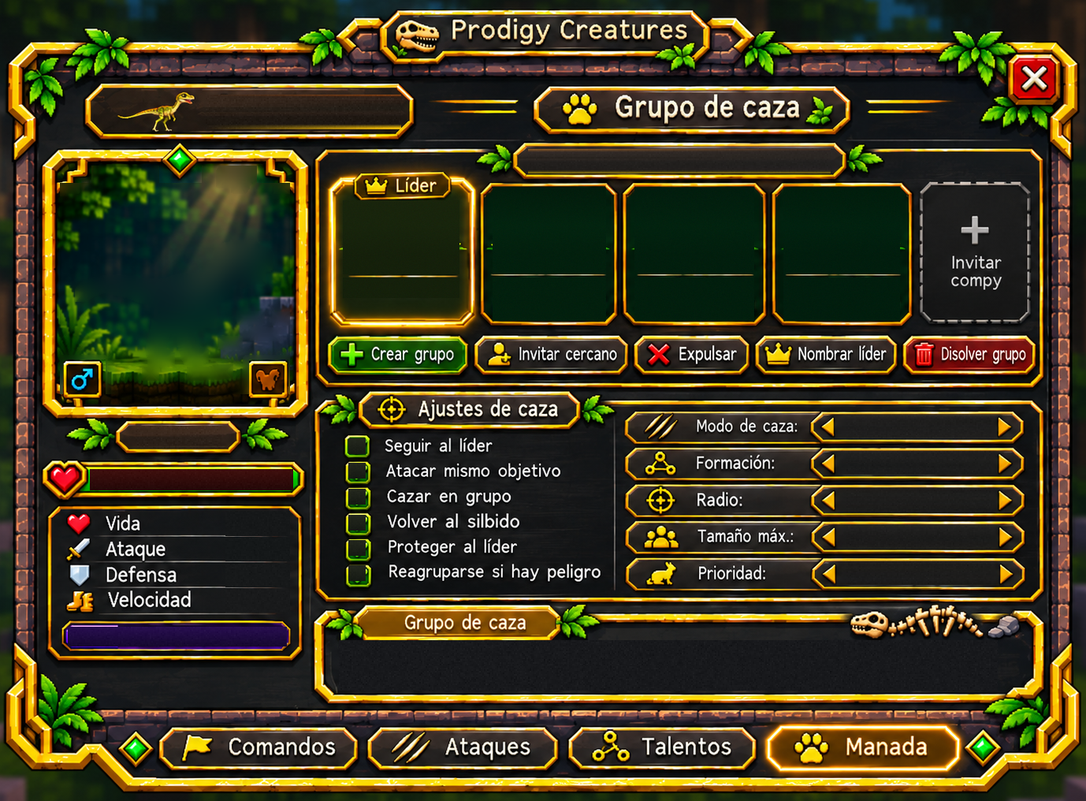 Prodigy Creatures
Grupo de caza
Líder
Invitar
compy
Crear grupo
Invitar cercano
Expulsar
Nombrar líder
Disolver grupo
Ajustes de caza
Seguir al líder
Atacar mismo objetivo
Cazar en grupo
Volver al silbido
Proteger al líder
Reagruparse si hay peligro
Modo de caza:
Formación:
Radio:
Tamaño máx.:
Prioridad:
Vida
Ataque
Defensa
Velocidad
Grupo de caza
Comandos
Ataques
Talentos
Manada